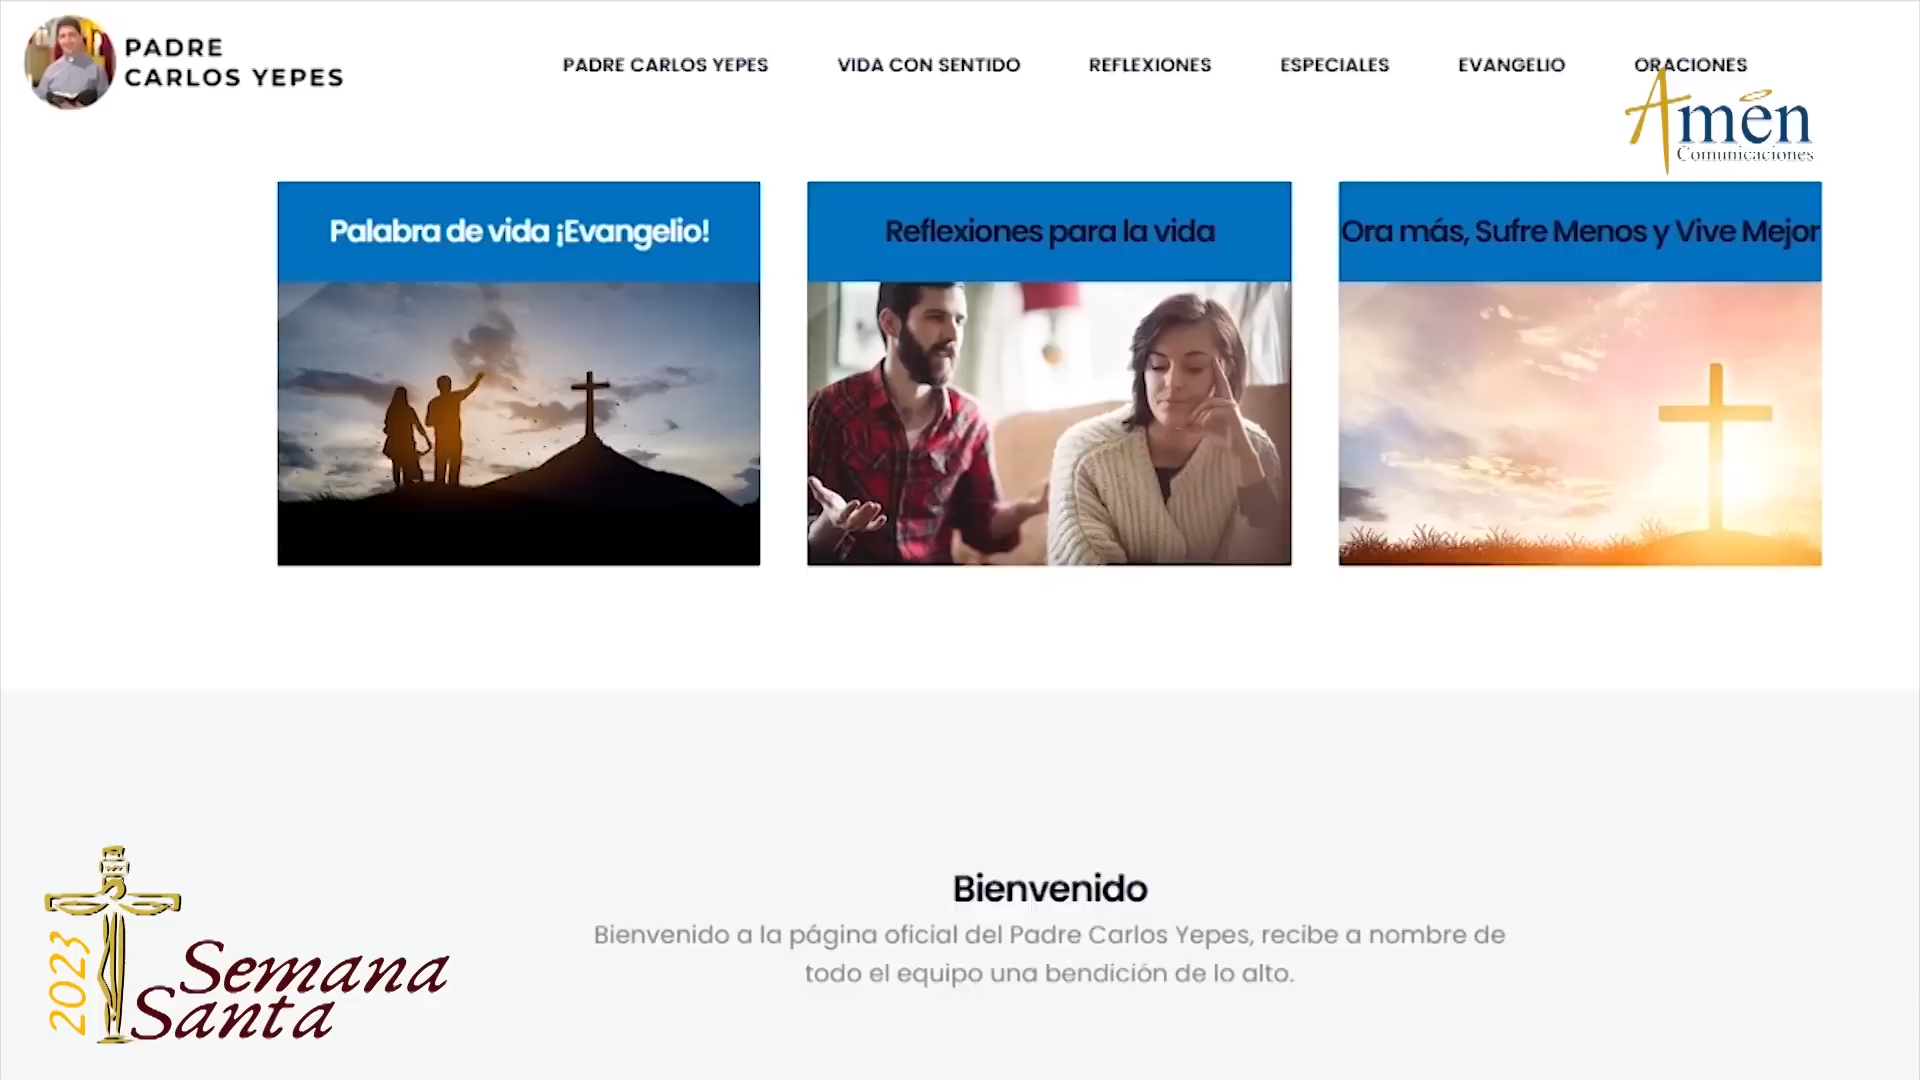 PADRE
CARLOS YEPES
PADRE CARLOS YEPES
VIDA CON SENTIDO
REFLEXIONES
ESPECIALES
EVANGELIO
ORACIONES
Amén
Comunicaciones
Palabra de vida ¡Evangelio!
Reflexiones para la vida
Ora más, Sufre Menos y Vive Mejor
Bienvenido
Bienvenido a la página oficial del Padre Carlos Yepes, recibe a nombre de
todo el equipo una bendición de lo alto.
2023
Semana
Santa